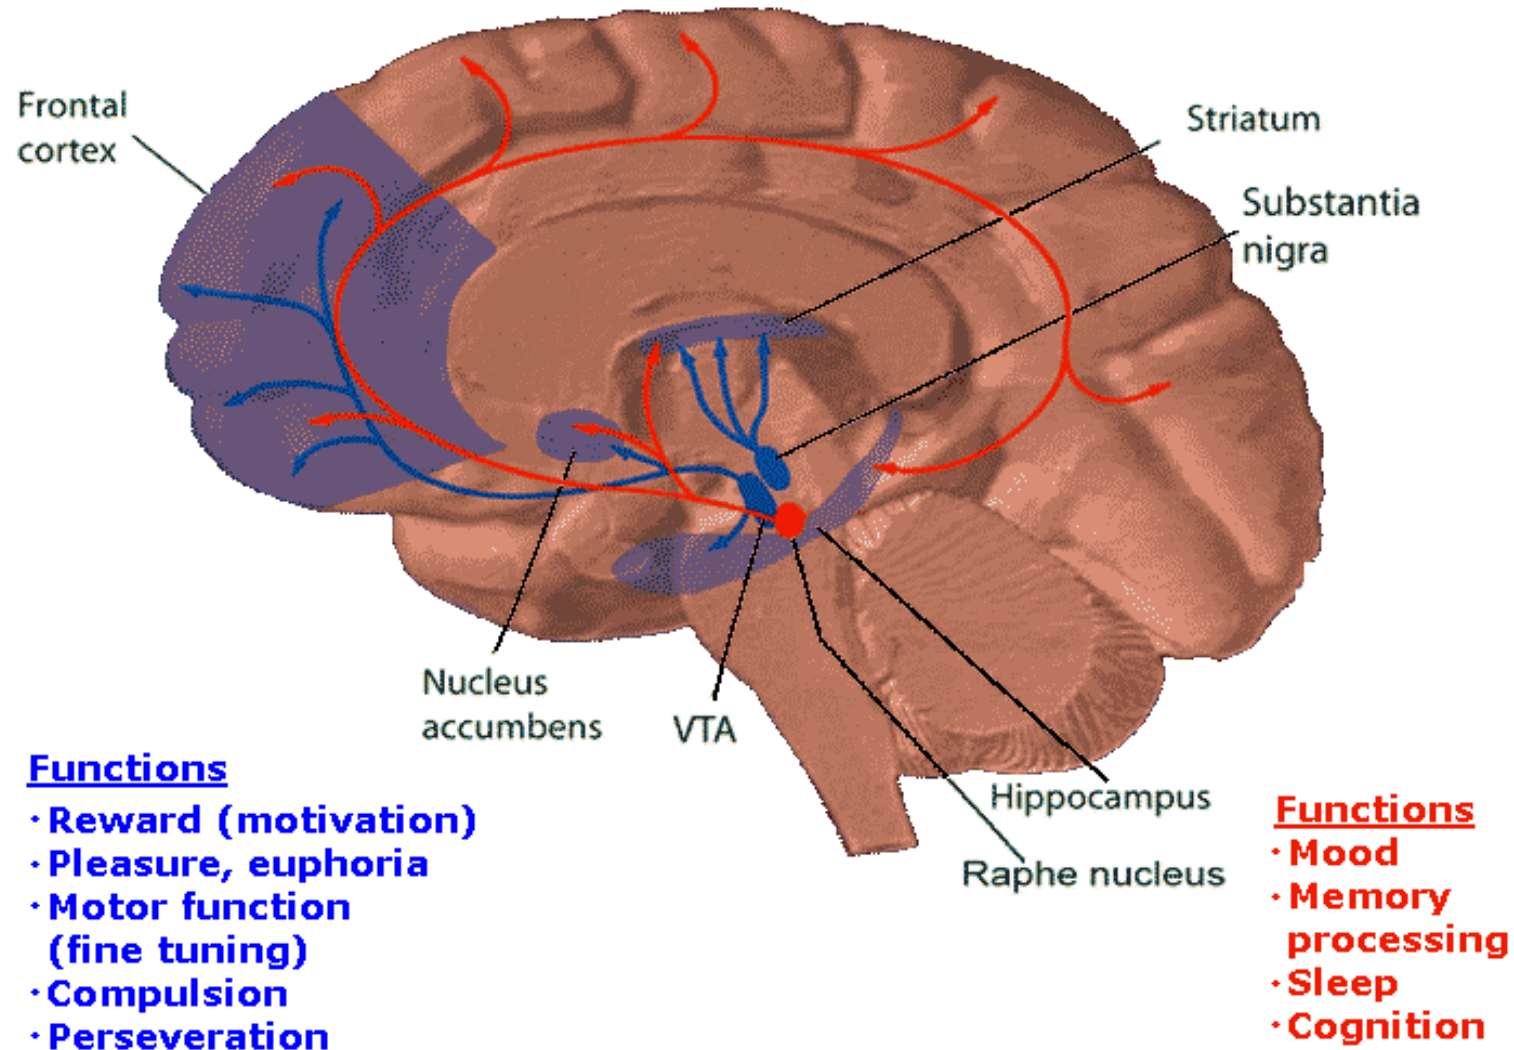 Frontal
cortex
Striatum
Substantia
nigra
Nucleus
accumbens
VTA
Hippocampus
Raphe nucleus
Functions
·Reward (motivation)
·Pleasure, euphoria
·Motor function
(fine tuning)
·Compulsion
·Perseveration
Functions
·Mood
·Memory
processing
·Sleep
·Cognition